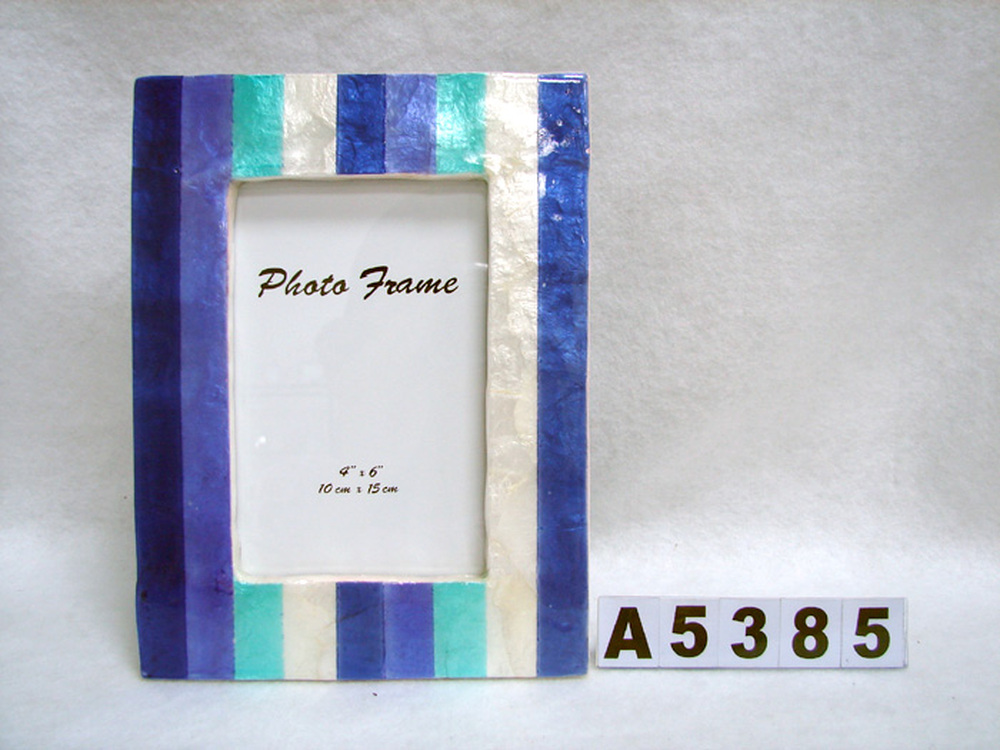 Photo Frame
4" x 6"
10 cm x 15 cm
A5385